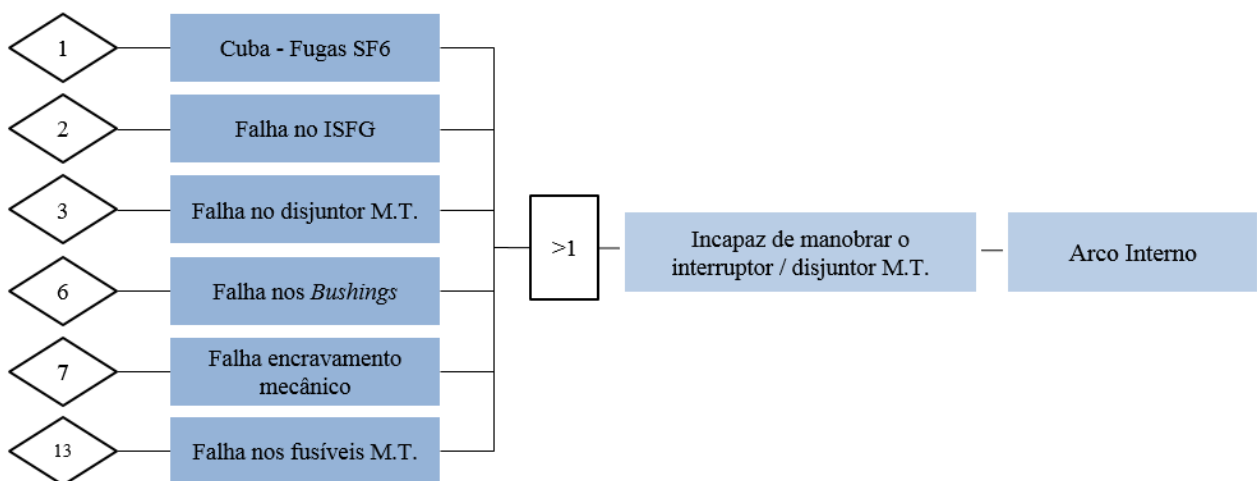 1
Cuba - Fugas SF6
2
Falha no ISFG
3
Falha no disjuntor M.T.
6
Falha nos Bushings
7
Falha encravamento
mecânico
13
Falha nos fusíveis M.T.
>1
Incapaz de manobrar o
interruptor / disjuntor M.T.
Arco Interno